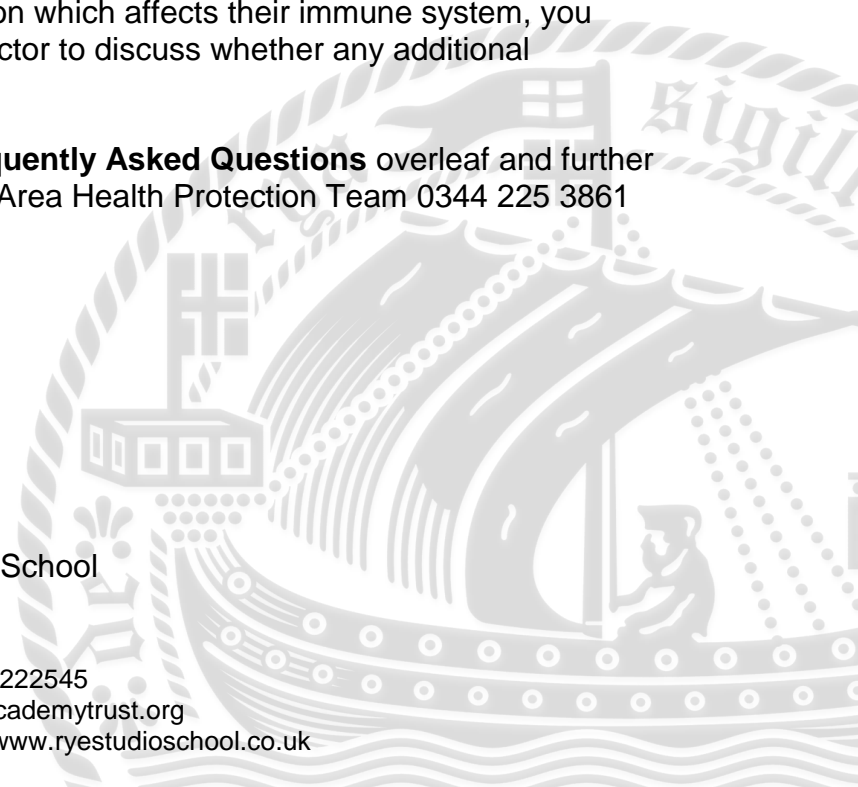 on which affects their immune system, you
ctor to discuss whether any additional
quently Asked Questions overleaf and further
Area Health Protection Team 0344 225 3861
School
222545
cademytrust.org
www.ryestudioschool.co.uk